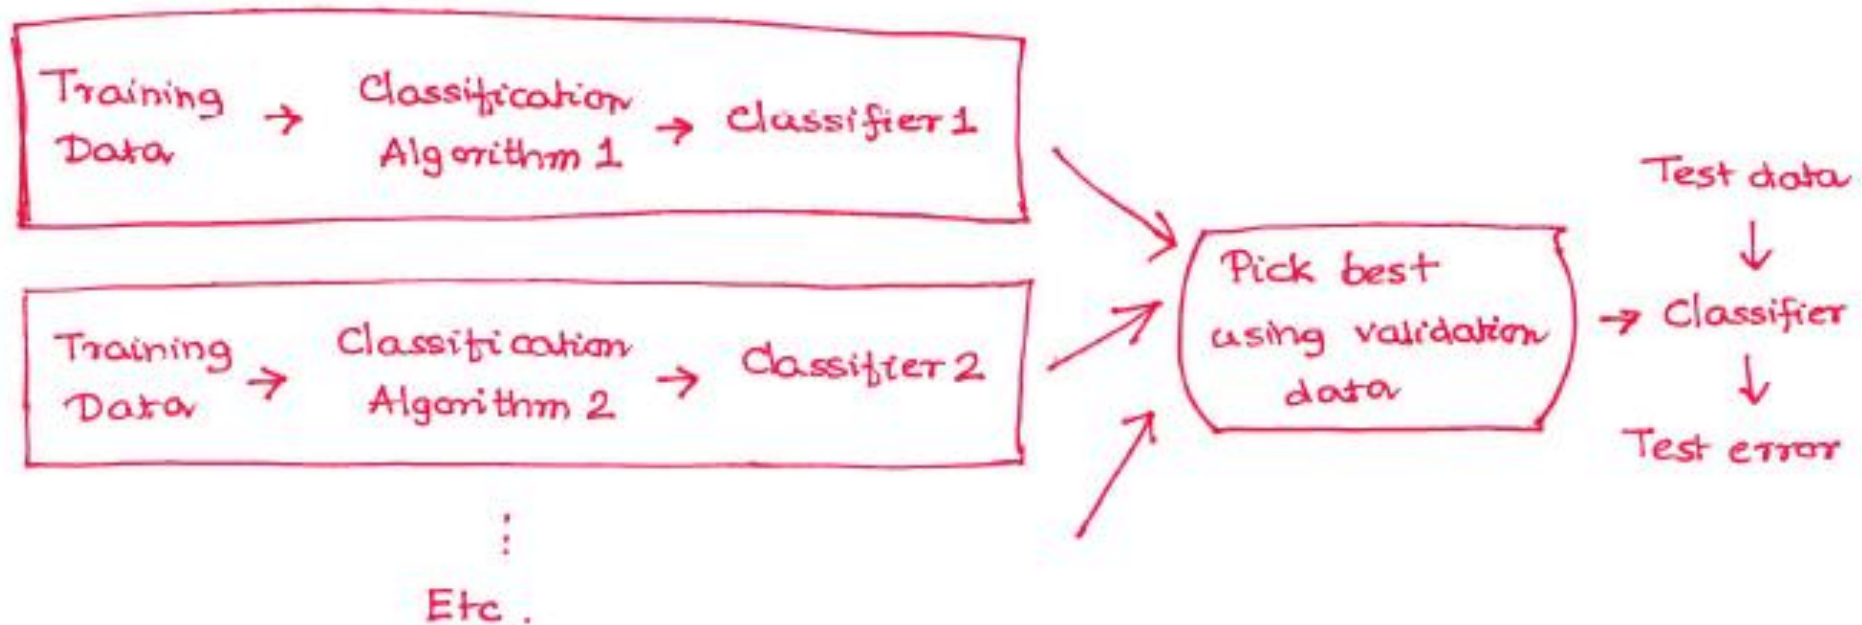 Training
Data
→
Classification
Algorithm 1
→
Classifier 1
Training
Data
→
Classification
Algorithm 2
→
Classifier 2
⋮
Etc.
Pick best
using validation
data
→
Test data
↓
Classifier
↓
Test error